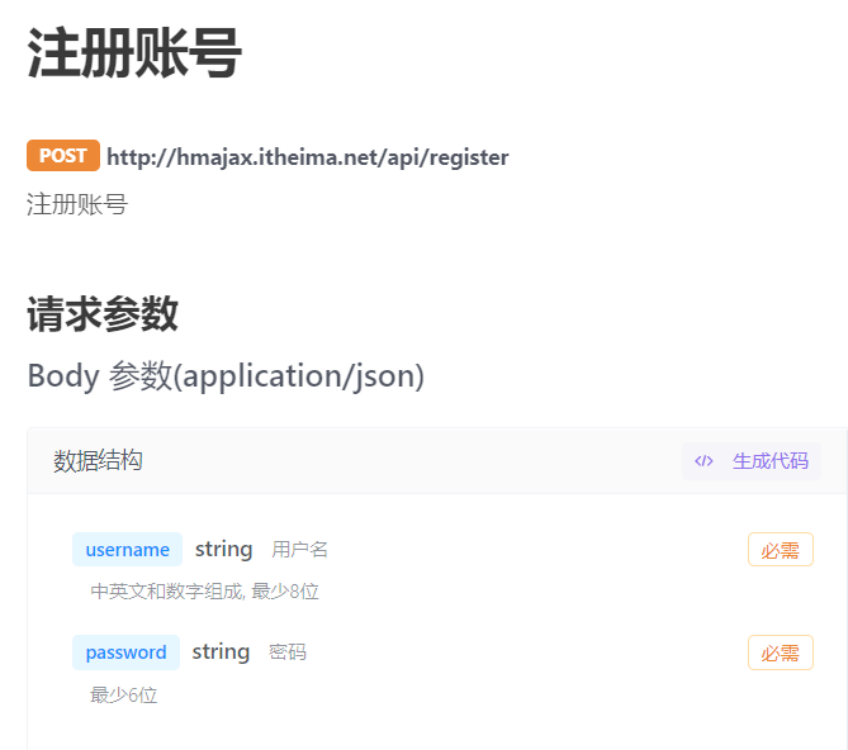 注册账号
POST http://hmajax.itheima.net/api/register
注册账号
请求参数
Body 参数(application/json)
数据结构 </> 生成代码
username string 用户名 必需
中英文和数字组成, 最少8位
password string 密码 必需
最少6位